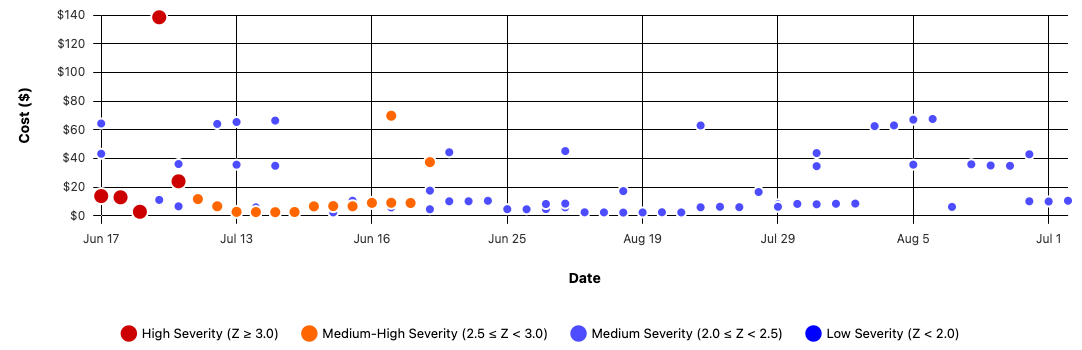 $140
$120
$100
$80
$60
$40
$20
$0
Cost ($)
Jun 17 Jul 13 Jun 16 Jun 25 Aug 19 Jul 29 Aug 5 Jul 1
Date
High Severity (Z ≥ 3.0) Medium-High Severity (2.5 ≤ Z < 3.0) Medium Severity (2.0 ≤ Z < 2.5) Low Severity (Z < 2.0)